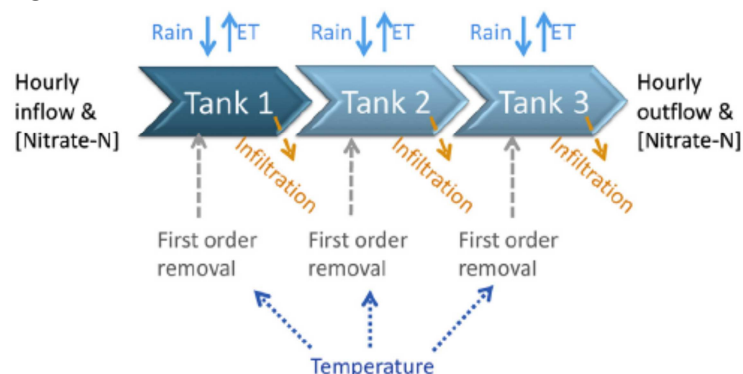 Rain ET Rain ET Rain ET
Hourly
inflow &
[Nitrate-N]
Tank 1 Tank 2 Tank 3
Hourly
outflow &
[Nitrate-N]
Infiltration Infiltration Infiltration
First order
removal
First order
removal
First order
removal
Temperature